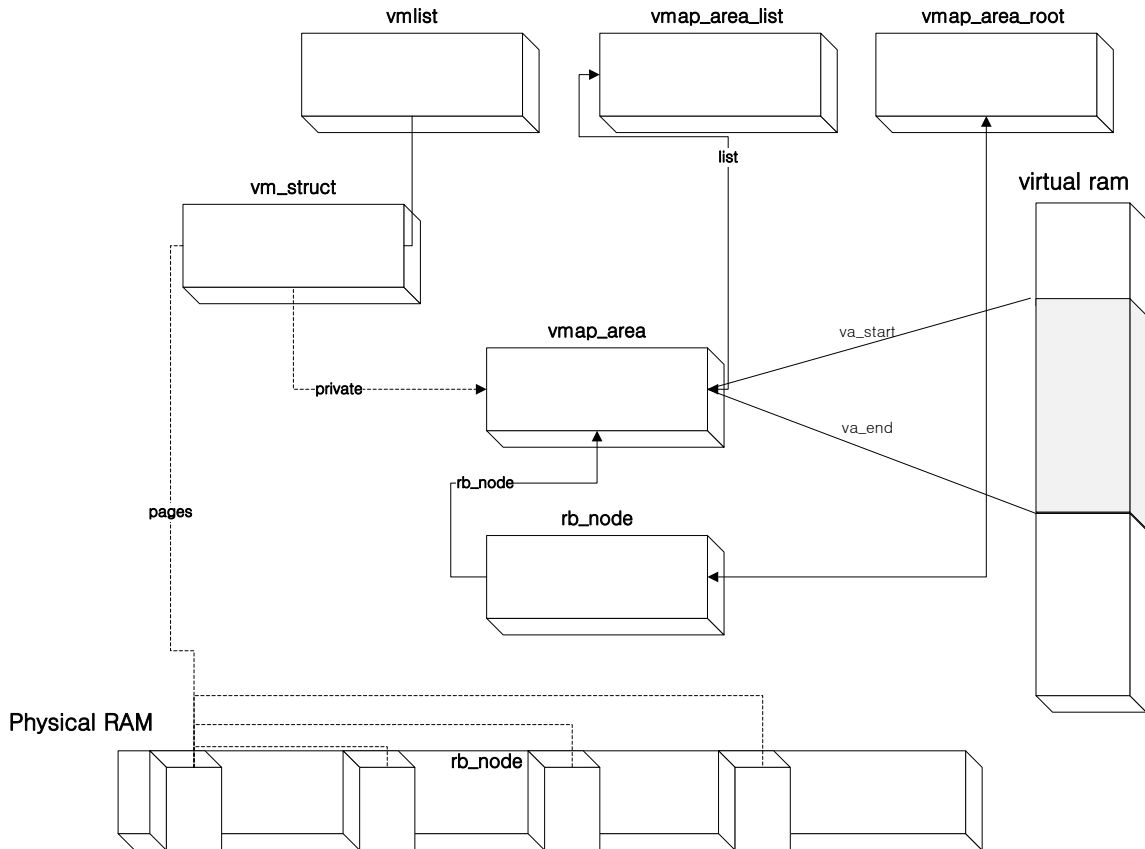 vmlist
vmap_area_list
vmap_area_root
list
vm_struct
virtual ram
vmap_area
va_start
private
va_end
rb_node
pages
rb_node
Physical RAM
rb_node